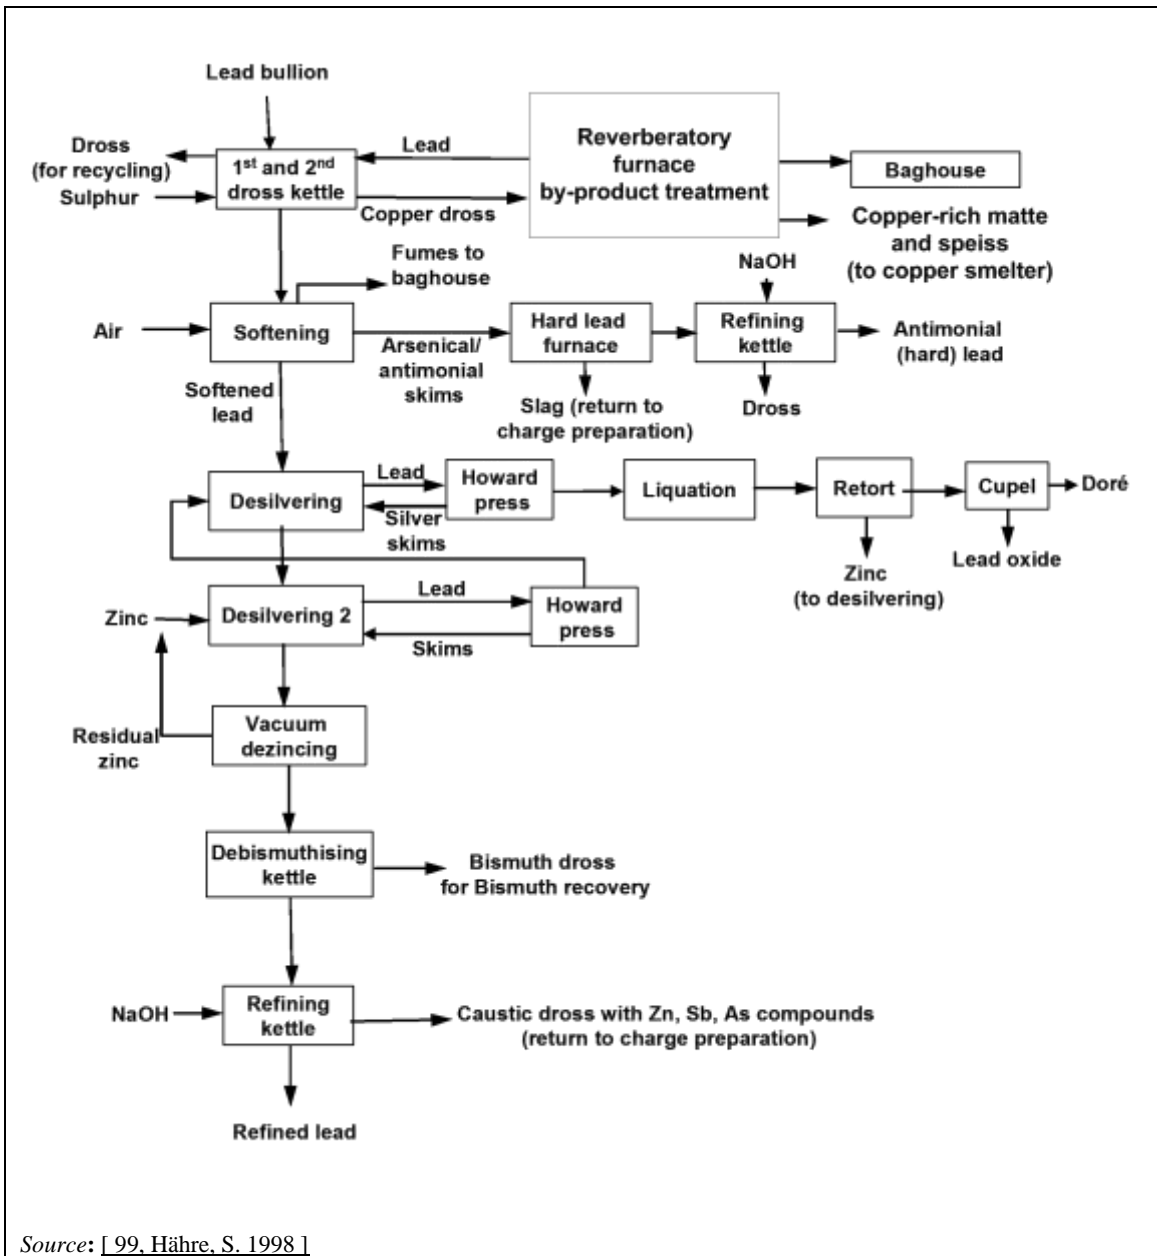 Lead bullion
Dross
(for recycling)
Sulphur
1st and 2nd
dross kettle
Lead
Copper dross
Reverberatory
furnace
by-product treatment
Baghouse
Copper-rich matte
and speiss
(to copper smelter)
Fumes to
baghouse
NaOH
Air
Softening
Arsenical/
antimonial
skims
Hard lead
furnace
Refining
kettle
Antimonial
(hard) lead
Softened
lead
Slag (return to
charge preparation)
Dross
Desilvering
Lead
Silver
skims
Howard
press
Liquation
Retort
Cupel
Doré
Zinc
(to desilvering)
Lead oxide
Zinc
Desilvering 2
Lead
Skims
Howard
press
Residual
zinc
Vacuum
dezincing
Debismuthising
kettle
Bismuth dross
for Bismuth recovery
NaOH
Refining
kettle
Caustic dross with Zn, Sb, As compounds
(return to charge preparation)
Refined lead
Source: [ 99, Hähre, S. 1998 ]